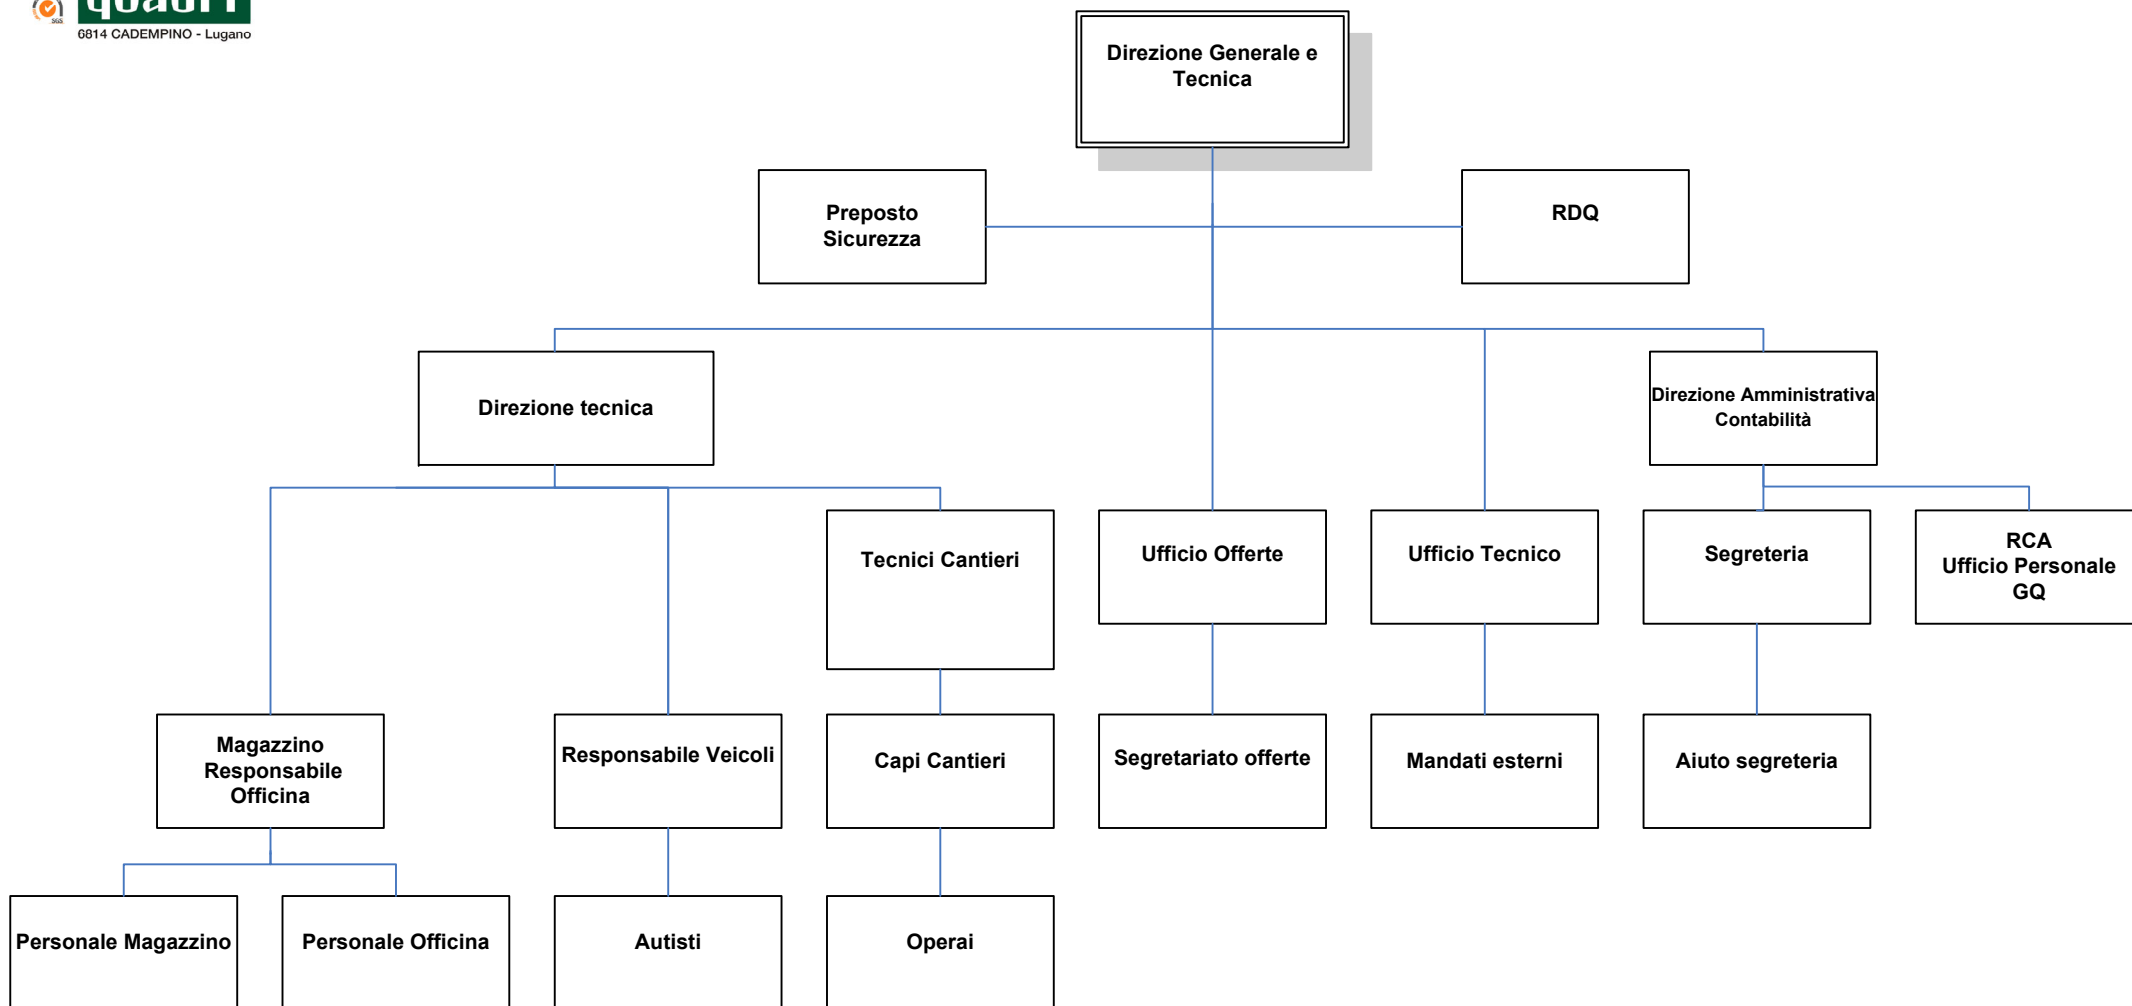 SGS
6814 CADEMPINO - Lugano
Direzione Generale e
Tecnica
Preposto
Sicurezza
RDQ
Direzione tecnica
Direzione Amministrativa
Contabilità
Tecnici Cantieri
Ufficio Offerte
Ufficio Tecnico
Segreteria
RCA
Ufficio Personale
GQ
Magazzino
Responsabile
Officina
Responsabile Veicoli
Capi Cantieri
Segretariato offerte
Mandati esterni
Aiuto segreteria
Personale Magazzino
Personale Officina
Autisti
Operai